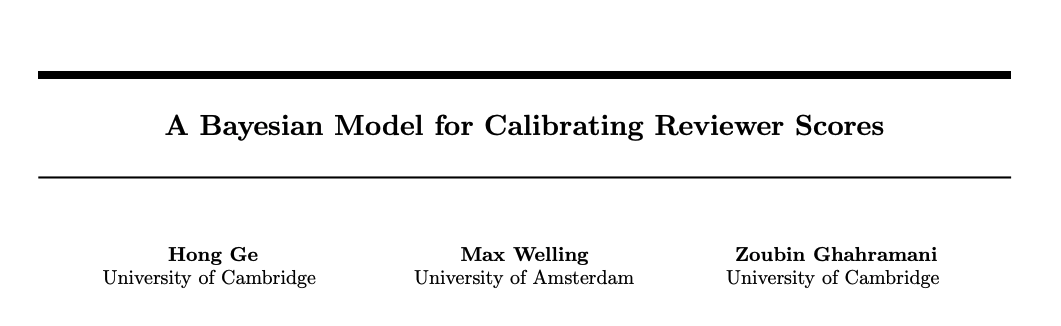 A Bayesian Model for Calibrating Reviewer Scores
Hong Ge Max Welling Zoubin Ghahramani
University of Cambridge University of Amsterdam University of Cambridge